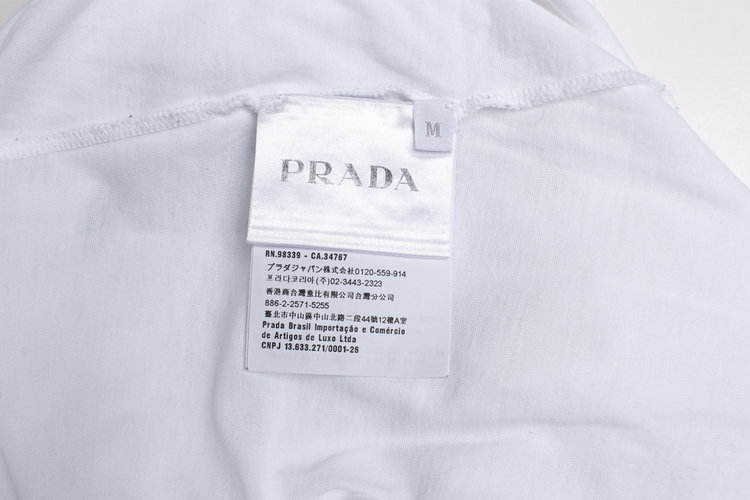 M
PRADA
RN.98339 - CA.34767
プラダジャパン株式会社0120-559-914
프라다코리아(주)02-3443-2323
香港商台灣重比有限公司台灣分公司
886-2-2571-5255
臺北市中山區中山北路二段44號12樓A室
Prada Brasil Importação e Comércio
de Artigos de Luxo Ltda
CNPJ 13.633.271/0001-26